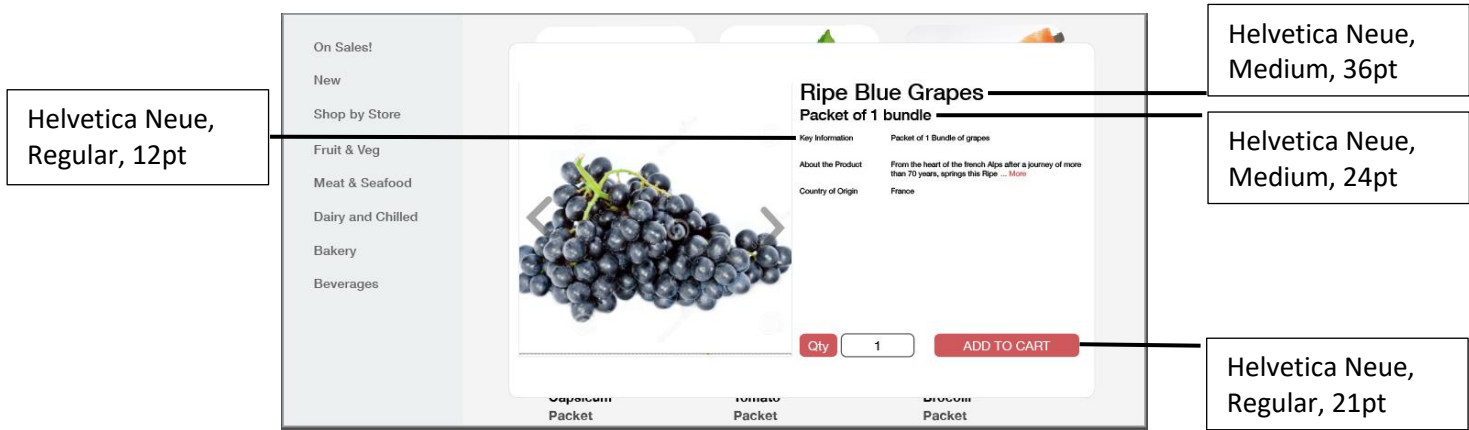 Helvetica Neue,
Regular, 12pt
On Sales!
New
Shop by Store
Fruit & Veg
Meat & Seafood
Dairy and Chilled
Bakery
Beverages
Ripe Blue Grapes
Packet of 1 bundle
Key Information Packet of 1 Bundle of grapes
About the Product From the heart of the french Alps after a journey of more
than 70 years, springs this Ripe ... More
Country of Origin France
Qty 1 ADD TO CART
Capsicum Tomato Brocolli
Packet Packet Packet
Helvetica Neue,
Medium, 36pt
Helvetica Neue,
Medium, 24pt
Helvetica Neue,
Regular, 21pt